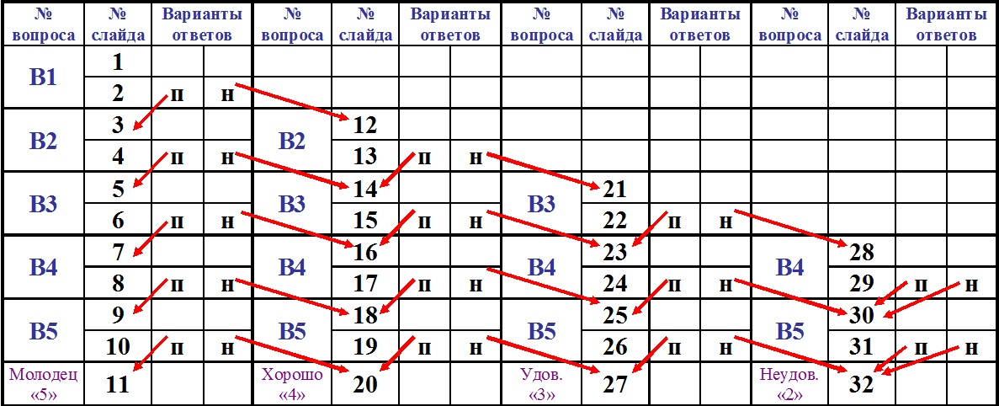 № вопроса № слайда Варианты ответов № вопроса № слайда Варианты ответов № вопроса № слайда Варианты ответов № вопроса № слайда Варианты ответов
В1 1
2 п н
В2 3 В2 12
4 п н 13 п н
В3 5 В3 14 В3 21
6 п н 15 п н 22 п н
В4 7 В4 16 В4 23 В4 28
8 п н 17 п н 24 п н 29 п н
В5 9 В5 18 В5 25 В5 30
10 п н 19 п н 26 п н 31 п н
Молодец «5» 11 Хорошо «4» 20 Удов. «3» 27 Неудов. «2» 32